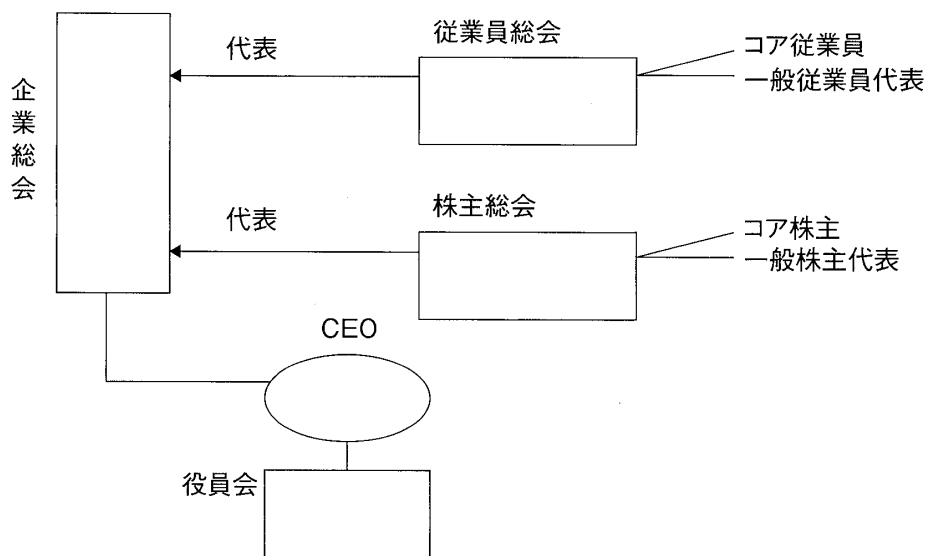 企業総会
代表
従業員総会
コア従業員
一般従業員代表
代表
株主総会
コア株主
一般株主代表
CEO
役員会